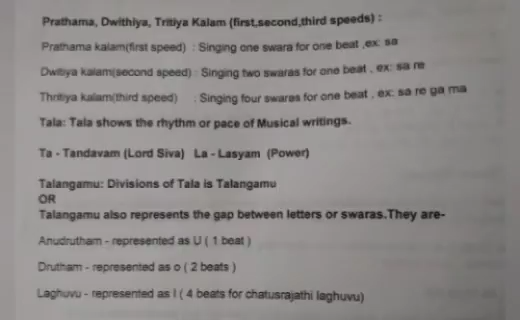 Prathama, Dwithiya, Tritiya Kalam (first,second,third speeds) :
Prathama kalam(first speed) : Singing one swara for one beat ,ex: sa
Dwitiya kalam(second speed) : Singing two swaras for one beat , ex: sa re
Thritiya kalam(third speed) : Singing four swaras for one beat , ex: sa re ga ma
Tala: Tala shows the rhythm or pace of Musical writings.
Ta - Tandavam (Lord Siva) La - Lasyam (Power)
Talangamu: Divisions of Tala is Talangamu
OR
Talangamu also represents the gap between letters or swaras.They are-
Anudrutham - represented as U ( 1 beat )
Drutham - represented as o ( 2 beats )
Laghuvu - represented as I ( 4 beats for chatusrajathi laghuvu)